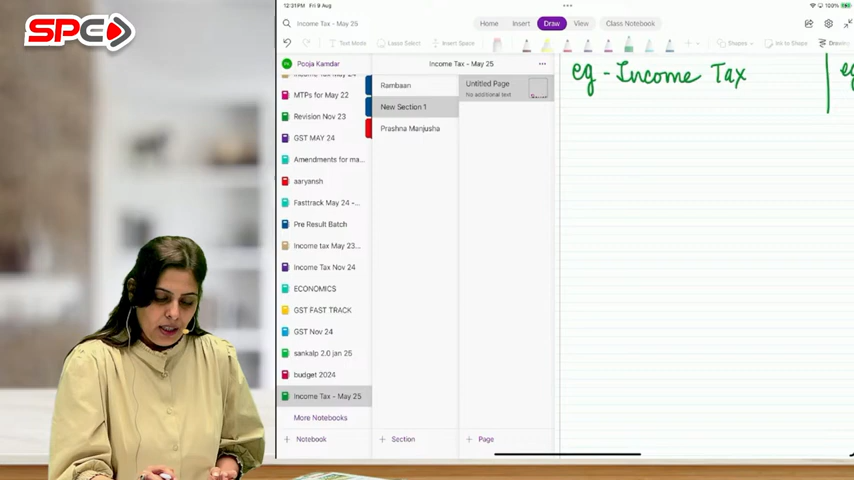 SPC
12:31PM Fri 9 Aug
100%
Income Tax - May 25
Home Insert Draw View Class Notebook
Text Mode Lasso Select Insert Space Shapes Ink to Shape Drawing
Pooja Kamdar
Income Tax - May 25
Income Tax May 24
MTPs for May 22
Revision Nov 23
GST MAY 24
Amendments for ma...
aaryansh
Fasttrack May 24 -...
Pre Result Batch
Income tax May 23...
Income Tax Nov 24
ECONOMICS
GST FAST TRACK
GST Nov 24
sankalp 2.0 jan 25
budget 2024
Income Tax - May 25
More Notebooks
Notebook
Rambaan
New Section 1
Prashna Manjusha
Section
Untitled Page
No additional text
Page
eg - Income Tax
eg